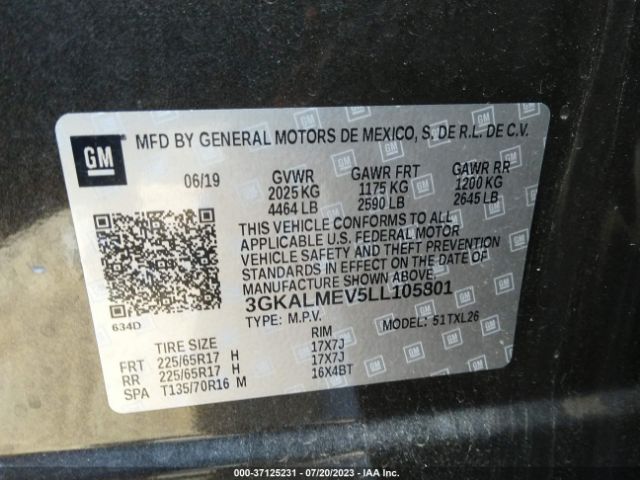 GM
MFD BY GENERAL MOTORS DE MEXICO, S. DE R.L. DE C.V.
06/19 GVWR GAWR FRT GAWR RR
2025 KG 1175 KG 1200 KG
4464 LB 2590 LB 2645 LB
THIS VEHICLE CONFORMS TO ALL
APPLICABLE U.S. FEDERAL MOTOR
VEHICLE SAFETY AND THEFT PREVENTION
STANDARDS IN EFFECT ON THE DATE OF
MANUFACTURE SHOWN ABOVE.
3GKALMEV5LL105801
634D TYPE: M.P.V. MODEL: 51TXL26
TIRE SIZE RIM
FRT 225/65R17 H 17X7J
RR 225/65R17 H 17X7J
SPA T135/70R16 M 16X4BT
000-37125231 - 07/20/2023 - IAA Inc.